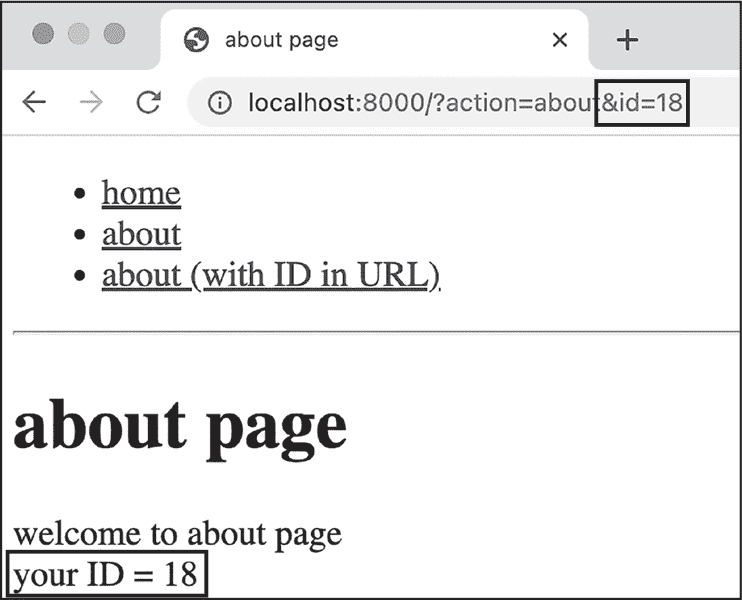 about page
localhost:8000/?action=about&id=18
home
about
about (with ID in URL)
about page
welcome to about page
your ID = 18